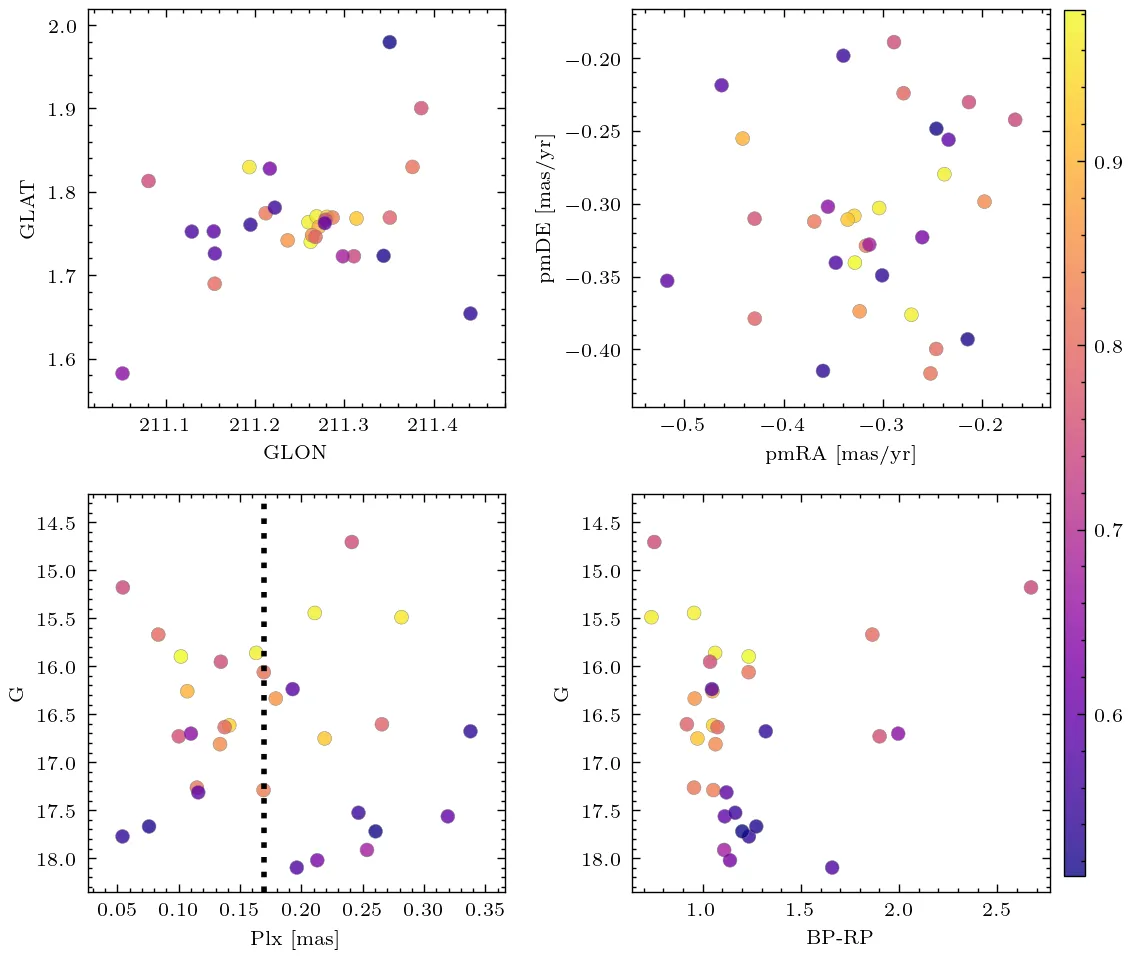 2.0
1.9
1.8
1.7
1.6
GLAT
211.1 211.2 211.3 211.4
GLON
−0.20
−0.25
−0.30
−0.35
−0.40
pmDE [mas/yr]
−0.5 −0.4 −0.3 −0.2
pmRA [mas/yr]
0.9
0.8
0.7
0.6
14.5
15.0
15.5
16.0
16.5
17.0
17.5
18.0
G
0.05 0.10 0.15 0.20 0.25 0.30 0.35
Plx [mas]
14.5
15.0
15.5
16.0
16.5
17.0
17.5
18.0
G
1.0 1.5 2.0 2.5
BP-RP